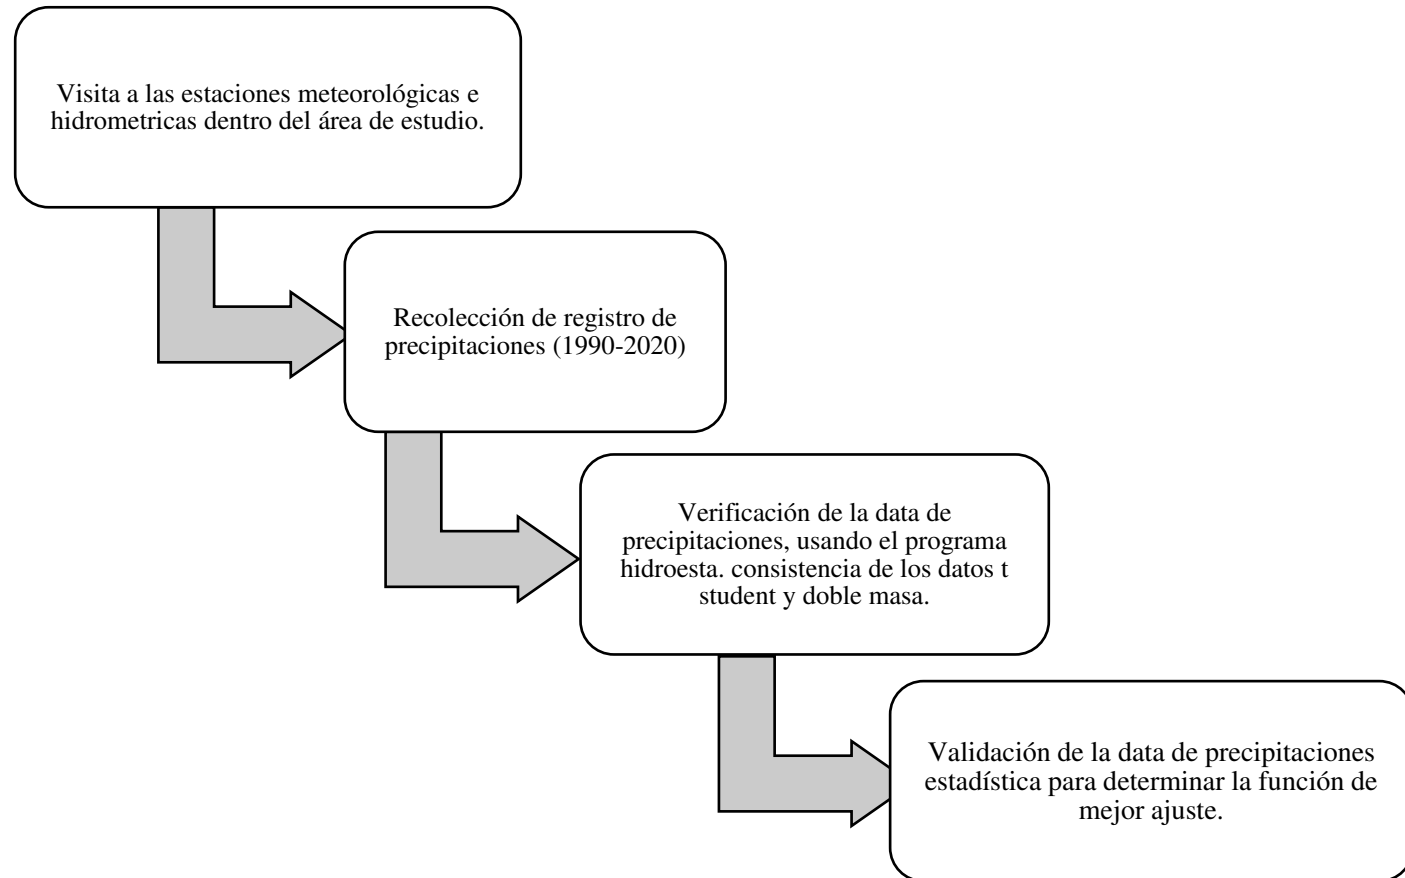 Visita a las estaciones meteorológicas e
hidrometricas dentro del área de estudio.
Recolección de registro de
precipitaciones (1990-2020)
Verificación de la data de
precipitaciones, usando el programa
hidroesta. consistencia de los datos t
student y doble masa.
Validación de la data de precipitaciones
estadística para determinar la función de
mejor ajuste.